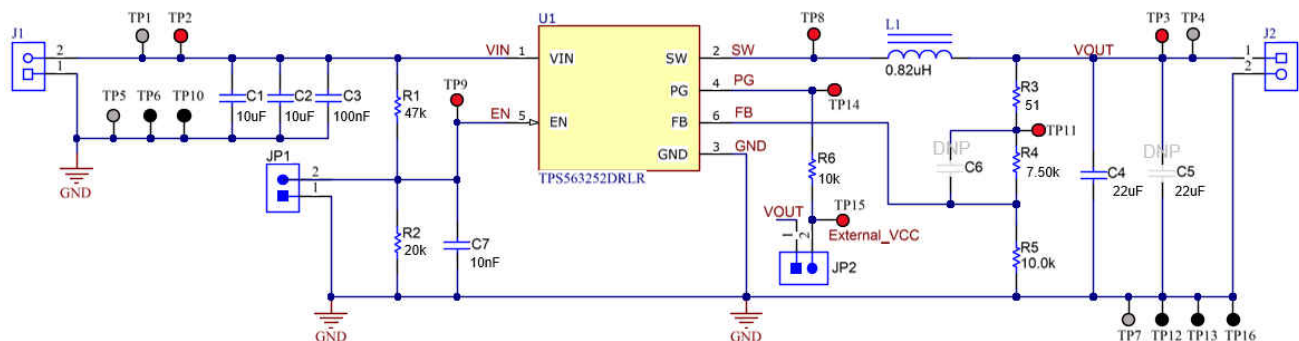 J1
2
1
TP1
TP2
TP5
TP6
TP10
GND
C1
10uF
C2
10uF
C3
100nF
R1
47k
JP1
2
1
R2
20k
C7
10nF
GND
VIN
1
TP9
EN
5
U1
VIN
EN
SW
PG
FB
GND
TPS563252DRLR
2
SW
4
PG
6
FB
3
GND
GND
TP8
TP14
R6
10k
TP15
External_VCC
VOUT
1
2
JP2
L1
0.82uH
R3
51
TP11
DNP
C6
R4
7.50k
R5
10.0k
VOUT
C4
22uF
DNP
C5
22uF
TP3
TP4
1
2
J2
TP7
TP12
TP13
TP16